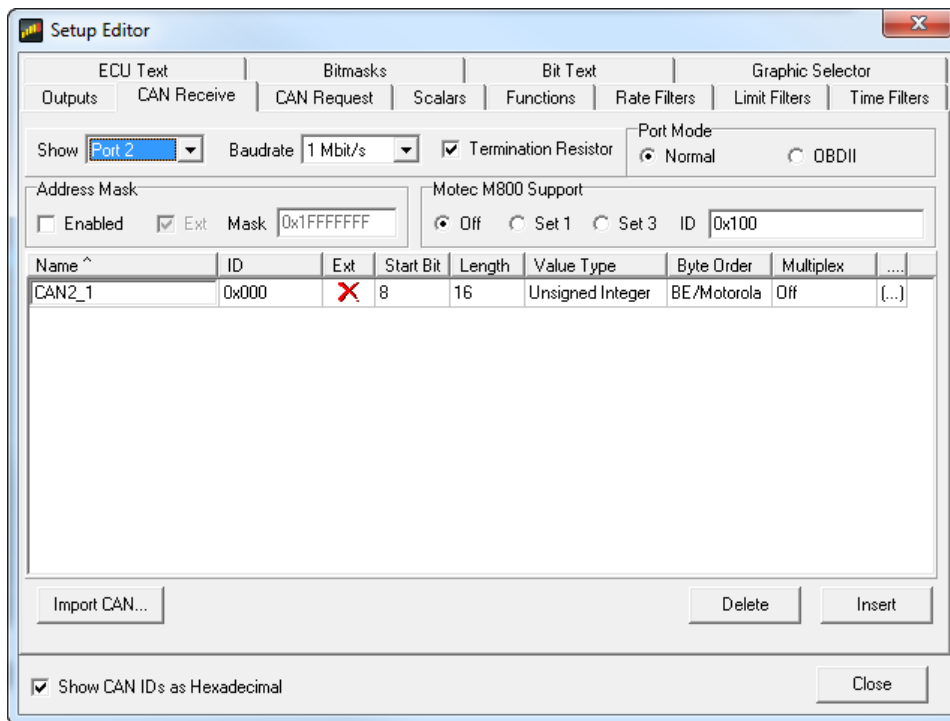 Setup Editor
ECU Text Bitmasks Bit Text Graphic Selector
Outputs CAN Receive CAN Request Scalars Functions Rate Filters Limit Filters Time Filters
Show Port 2 Baudrate 1 Mbit/s Termination Resistor
Port Mode
Normal OBDII
Address Mask
Enabled Ext Mask 0x1FFFFFFF
Motec M800 Support
Off Set 1 Set 3 ID 0x100
Name ^ ID Ext Start Bit Length Value Type Byte Order Multiplex ....
CAN2_1 0x000 8 16 Unsigned Integer BE/Motorola Off (...)
Import CAN... Delete Insert
Show CAN IDs as Hexadecimal Close